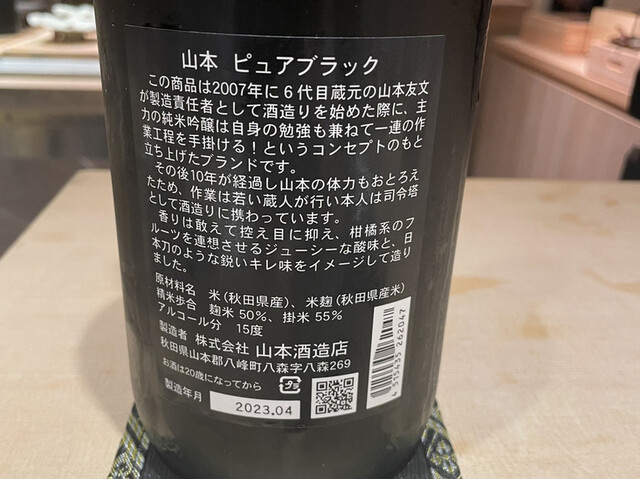 山本 ピュアブラック
この商品は2007年に6代目蔵元の山本友文
が製造責任者として酒造りを始めた際に、主
力の純米吟醸は自身の勉強も兼ねて一連の作
業工程を手掛ける！というコンセプトのもと
立ち上げたブランドです。
その後10年が経過し山本の体力もおとろえ
たため、作業は若い蔵人が行い本人は司令塔
として酒造りに携わっています。
香りは敢えて控え目に抑え、柑橘系のフ
ルーツを連想させるジューシーな酸味と、日
本刀のような鋭いキレ味をイメージして造り
ました。
原材料名 米(秋田県産)、米麹(秋田県産米)
精米歩合 麹米50%、掛米55%
アルコール分 15度
製造者 株式会社 山本酒造店
秋田県山本郡八峰町八森字八森269
お酒は20歳になってから
製造年月 2023.04
4 515435 262047